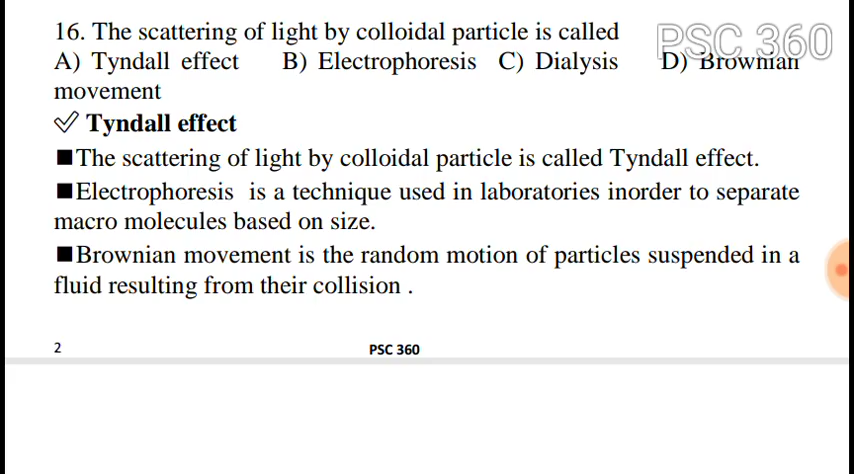 16. The scattering of light by colloidal particle is called
PSC 360
A) Tyndall effect B) Electrophoresis C) Dialysis D) Brownian
movement
✓ Tyndall effect
■The scattering of light by colloidal particle is called Tyndall effect.
■Electrophoresis is a technique used in laboratories inorder to separate
macro molecules based on size.
■Brownian movement is the random motion of particles suspended in a
fluid resulting from their collision .
2 PSC 360